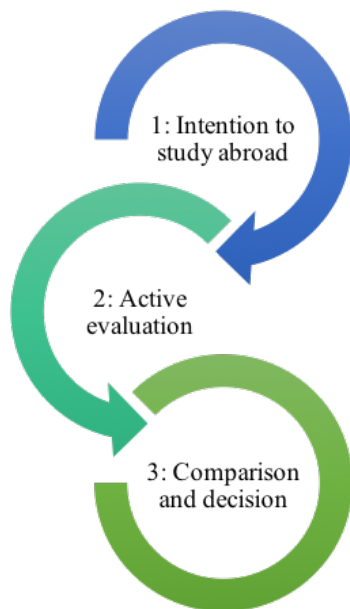 1: Intention to
study abroad
2: Active
evaluation
3: Comparison
and decision